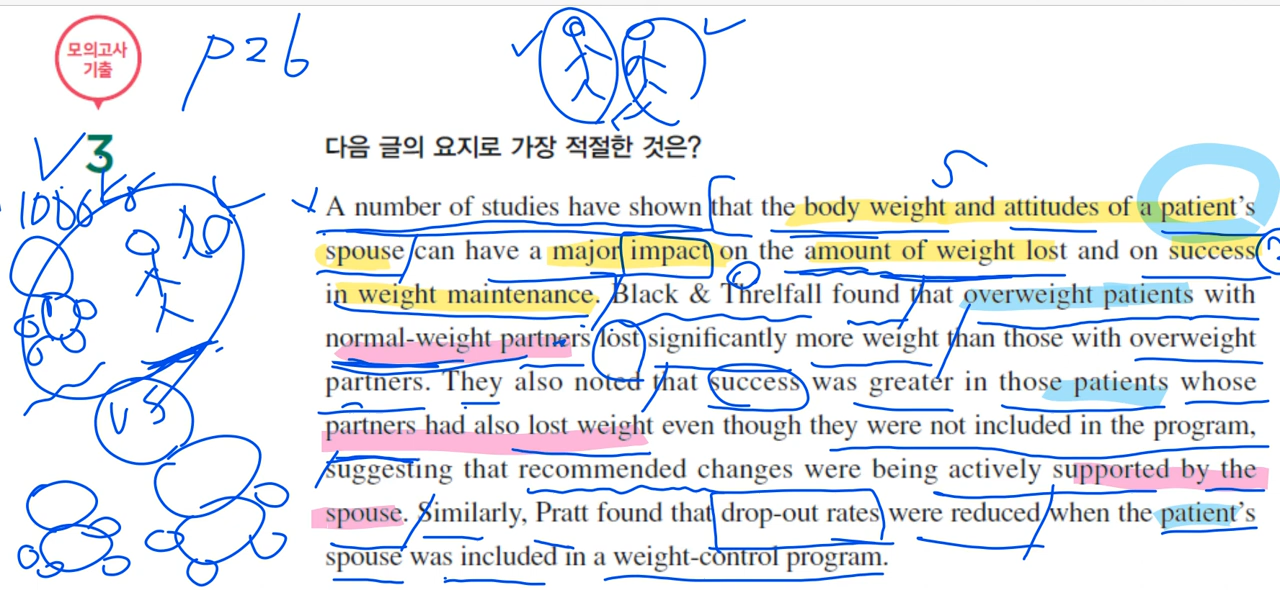 모의고사
기출
p26
3
다음 글의 요지로 가장 적절한 것은?
A number of studies have shown that the body weight and attitudes of a patient's
spouse can have a major impact on the amount of weight lost and on success
in weight maintenance. Black & Threlfall found that overweight patients with
normal-weight partners lost significantly more weight than those with overweight
partners. They also noted that success was greater in those patients whose
partners had also lost weight even though they were not included in the program,
suggesting that recommended changes were being actively supported by the
spouse. Similarly, Pratt found that drop-out rates were reduced when the patient's
spouse was included in a weight-control program.
VS